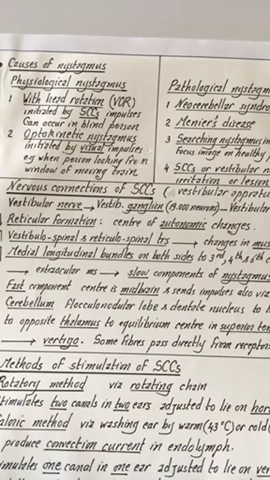 Causes of nystagmus
Physiological nystagmus
1 With head rotation (VOR)
initiated by SCCs impulses
Can occur in blind person
2 Optokinetic nystagmus
initiated by visual impulses
eg when person looking from
window of moving train.
Pathological nystagm
1 Neocerebellar syndro
2 Menier's disease
3 Searching nystagmus in
Focus image on healthy
4 SCCs or vestibular n
irritation or lesion
Nervous connections of SCCs (vestibular apparatu
Vestibular nerve → Vestib. ganglion (19.000 neurons) → Vestibular
Reticular formation: centre of autonomic changes.
Vestibulo-spinal & reticulo-spinal trs → changes in mus
Medial longitudinal bundles on both sides to 3rd, 4th, & 6th c
→ extraocular ms → slow components of nystagmus
Fast component centre is midbrain & sends impulses also via
Cerebellum Flocculonodular lobe & dentate nucleus to t
to opposite thalamus to equilibrium centre in superior tem
→ vertigo. Some fibres pass directly from receptor
Methods of stimulation of SCCs
Rotatory method via rotating chair
timulates two canals in two ears adjusted to lie on hor
Caloric method via washing ear by warm (43°C) or cold (
produce convection current in endolymph.
imulates one canal in one ear adjusted to lie on ver